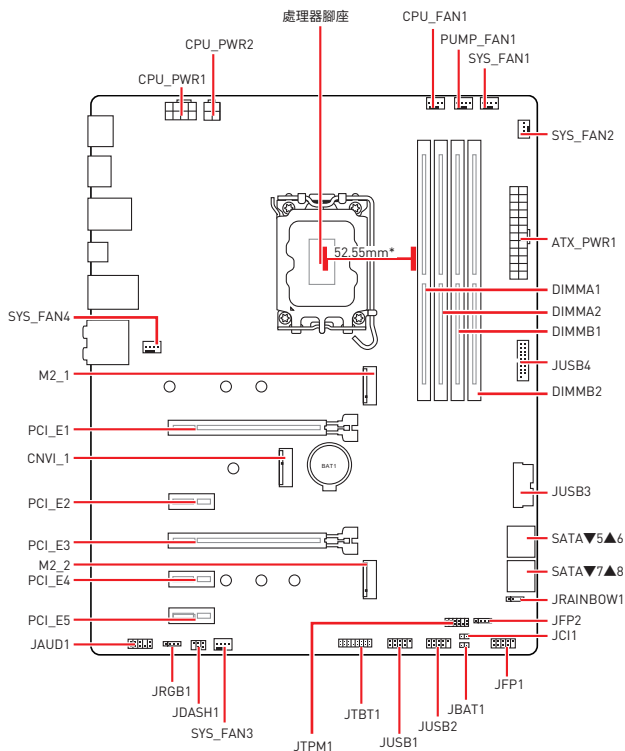 處理器腳座
CPU_FAN1
PUMP_FAN1
SYS_FAN1
CPU_PWR2
CPU_PWR1
SYS_FAN2
ATX_PWR1
52.55mm*
DIMMA1
DIMMA2
SYS_FAN4
DIMMB1
JUSB4
M2_1
DIMMB2
PCI_E1
CNVI_1
BAT1
JUSB3
PCI_E2
PCI_E3
SATA▼5▲6
M2_2
SATA▼7▲8
PCI_E4
JRAINBOW1
PCI_E5
JFP2
JCI1
JAUD1
JRGB1
JDASH1
SYS_FAN3
JTPM1
JTBT1
JUSB1
JUSB2
JBAT1
JFP1